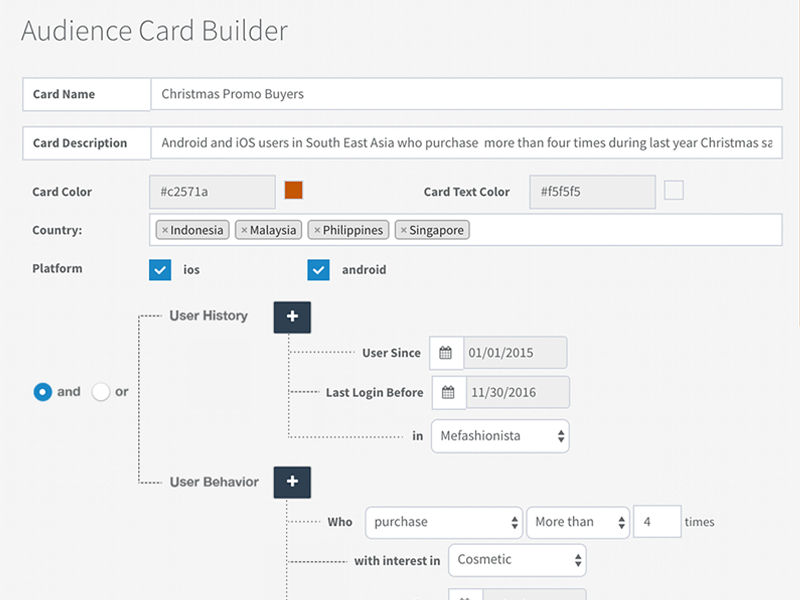 Audience Card Builder
Card Name Christmas Promo Buyers
Card Description Android and iOS users in South East Asia who purchase more than four times during last year Christmas sa
Card Color #c2571a Card Text Color #f5f5f5
Country: × Indonesia × Malaysia × Philippines × Singapore
Platform ios android
User History +
User Since 01/01/2015
and or Last Login Before 11/30/2016
in Mefashionista
User Behavior +
Who purchase More than 4 times
with interest in Cosmetic